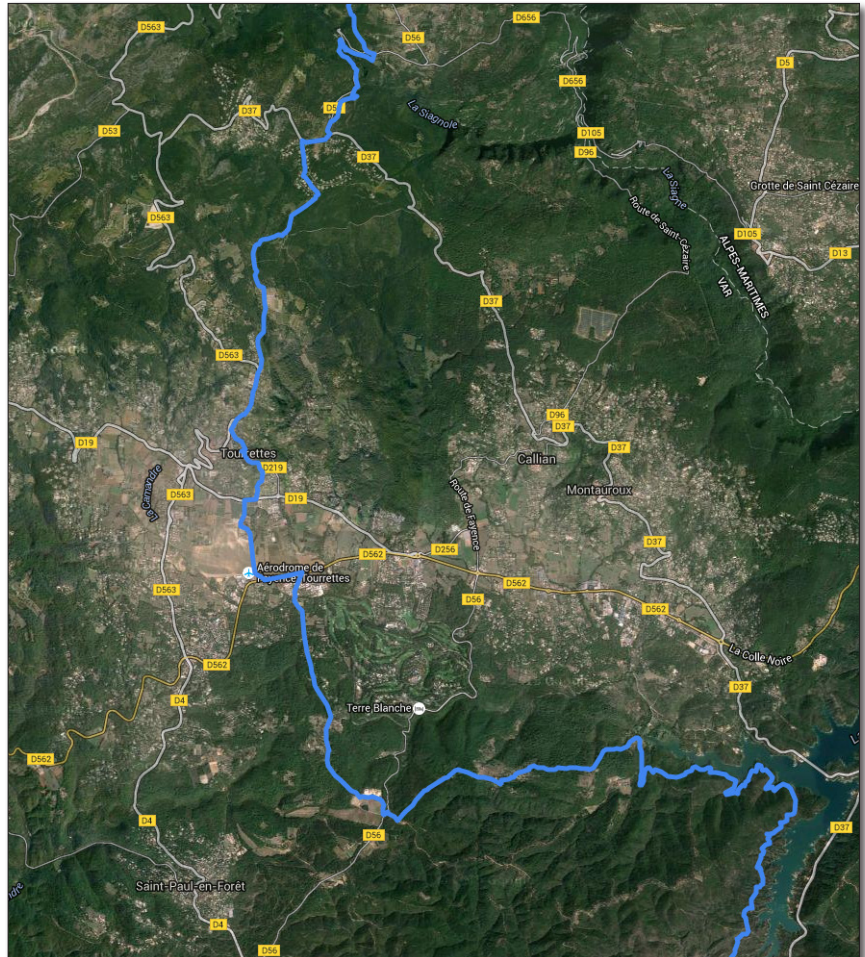 D563
D56
D656
D5
D656
D37
D53
La Siagnole
D105
D96
D37
La Siagne
Grotte de Saint Cézaire
D563
Route de Saint-Cézaire
D105
D13
ALPES-MARITIMES
VAR
D37
D563
D96
D37
D37
D19
Tourrettes
Callian
D219
La Camandre
D563
D19
Route de Fayence
Montauroux
D37
D562
D256
Aérodrome de
Fayence-Tourrettes
D562
D563
D56
D562
La Colle Noire
D562
D37
D4
Terre Blanche
D562
D4
D56
D37
Saint-Paul-en-Forêt
D4
D56